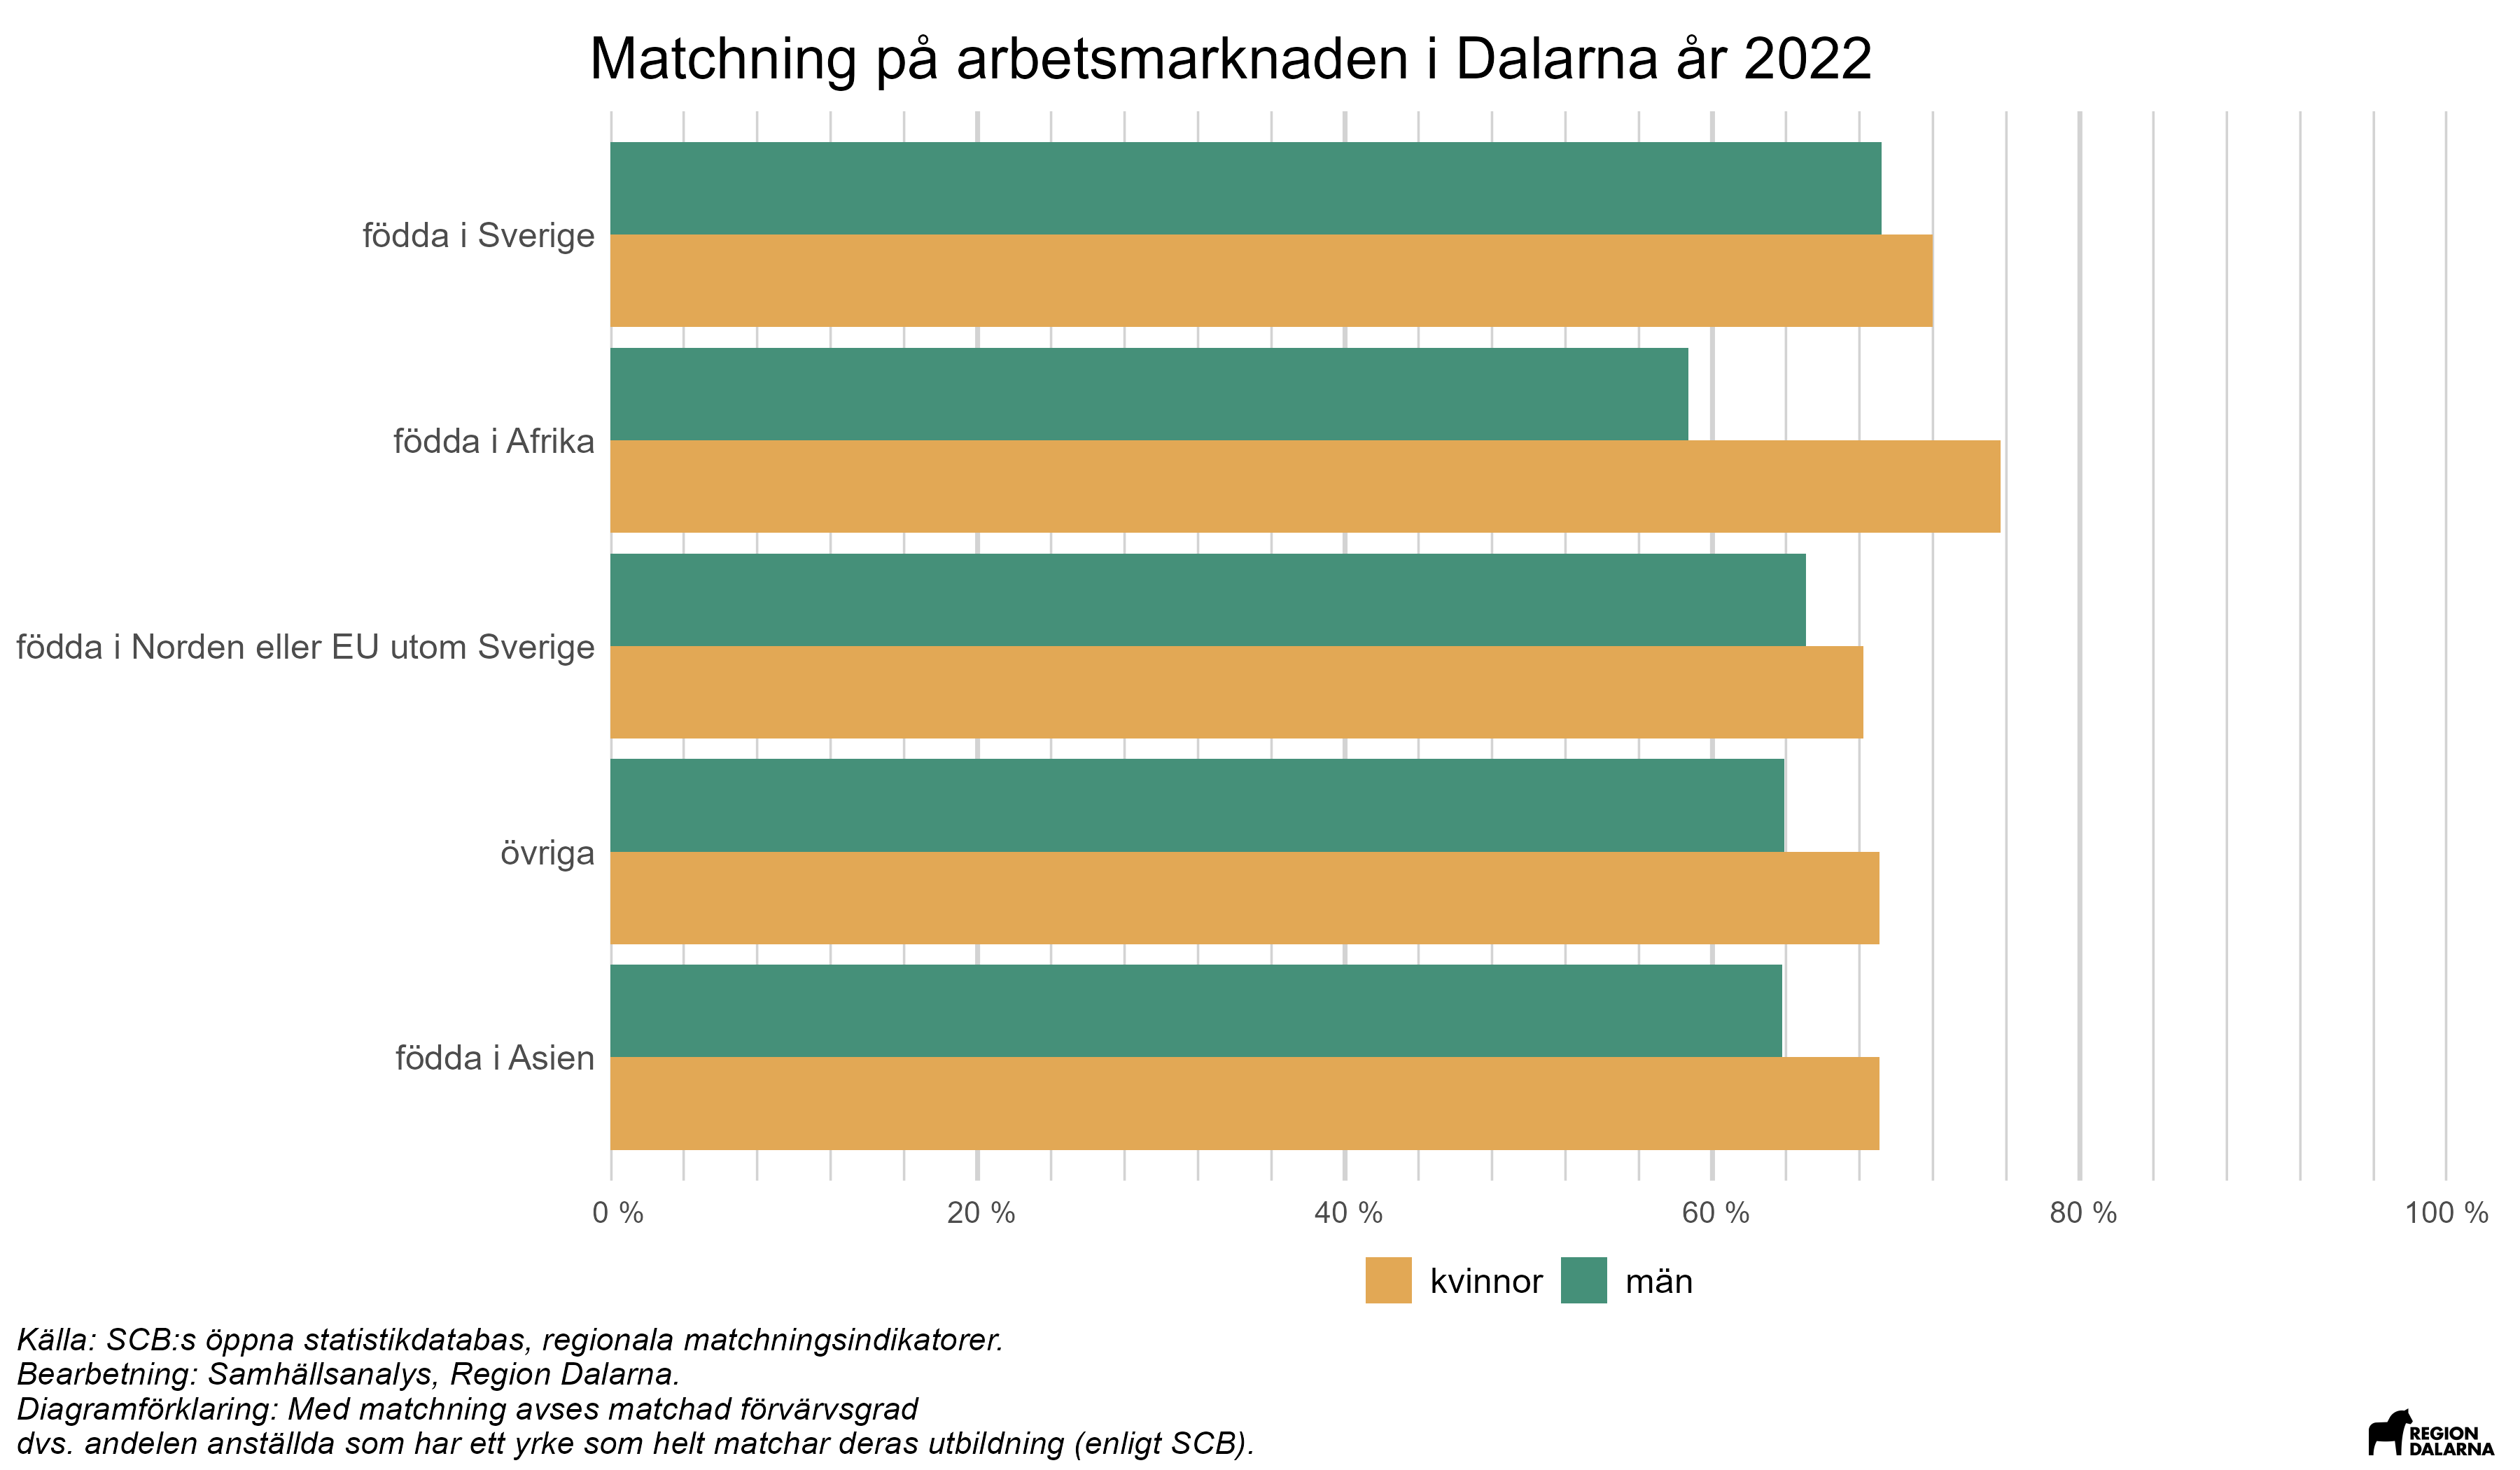 Matchning på arbetsmarknaden i Dalarna år 2022
födda i Sverige
födda i Afrika
födda i Norden eller EU utom Sverige
övriga
födda i Asien
0 % 20 % 40 % 60 % 80 % 100 %
kvinnor män
Källa: SCB:s öppna statistikdatabas, regionala matchningsindikatorer.
Bearbetning: Samhällsanalys, Region Dalarna.
Diagramförklaring: Med matchning avses matchad förvärvsgrad
dvs. andelen anställda som har ett yrke som helt matchar deras utbildning (enligt SCB).
REGION
DALARNA